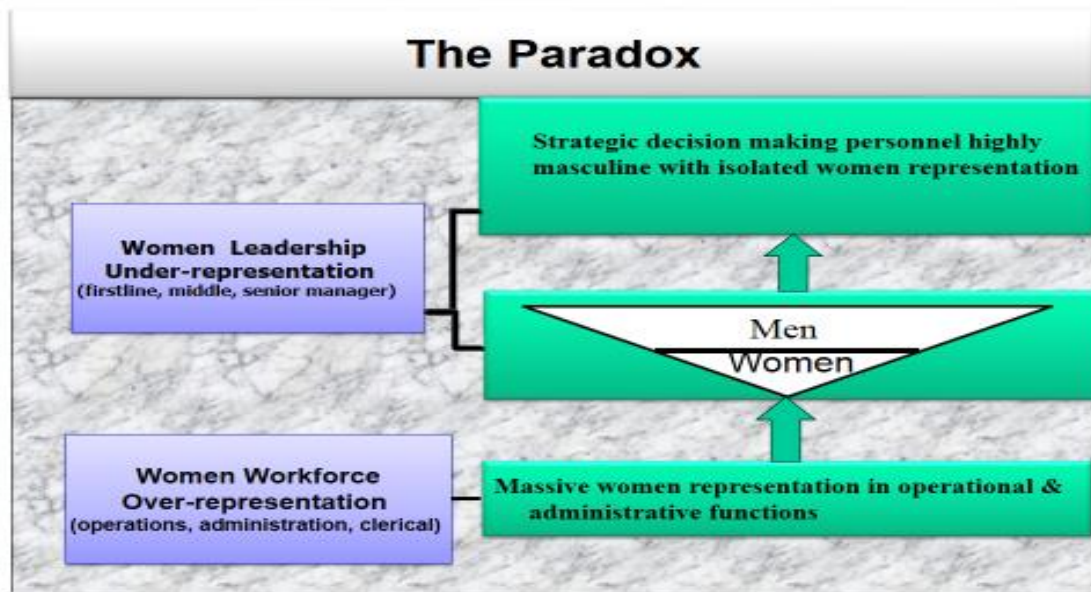 The Paradox
Strategic decision making personnel highly
masculine with isolated women representation
Women Leadership
Under-representation
(firstline, middle, senior manager)
Men
Women
Women Workforce
Over-representation
(operations, administration, clerical)
Massive women representation in operational &
administrative functions